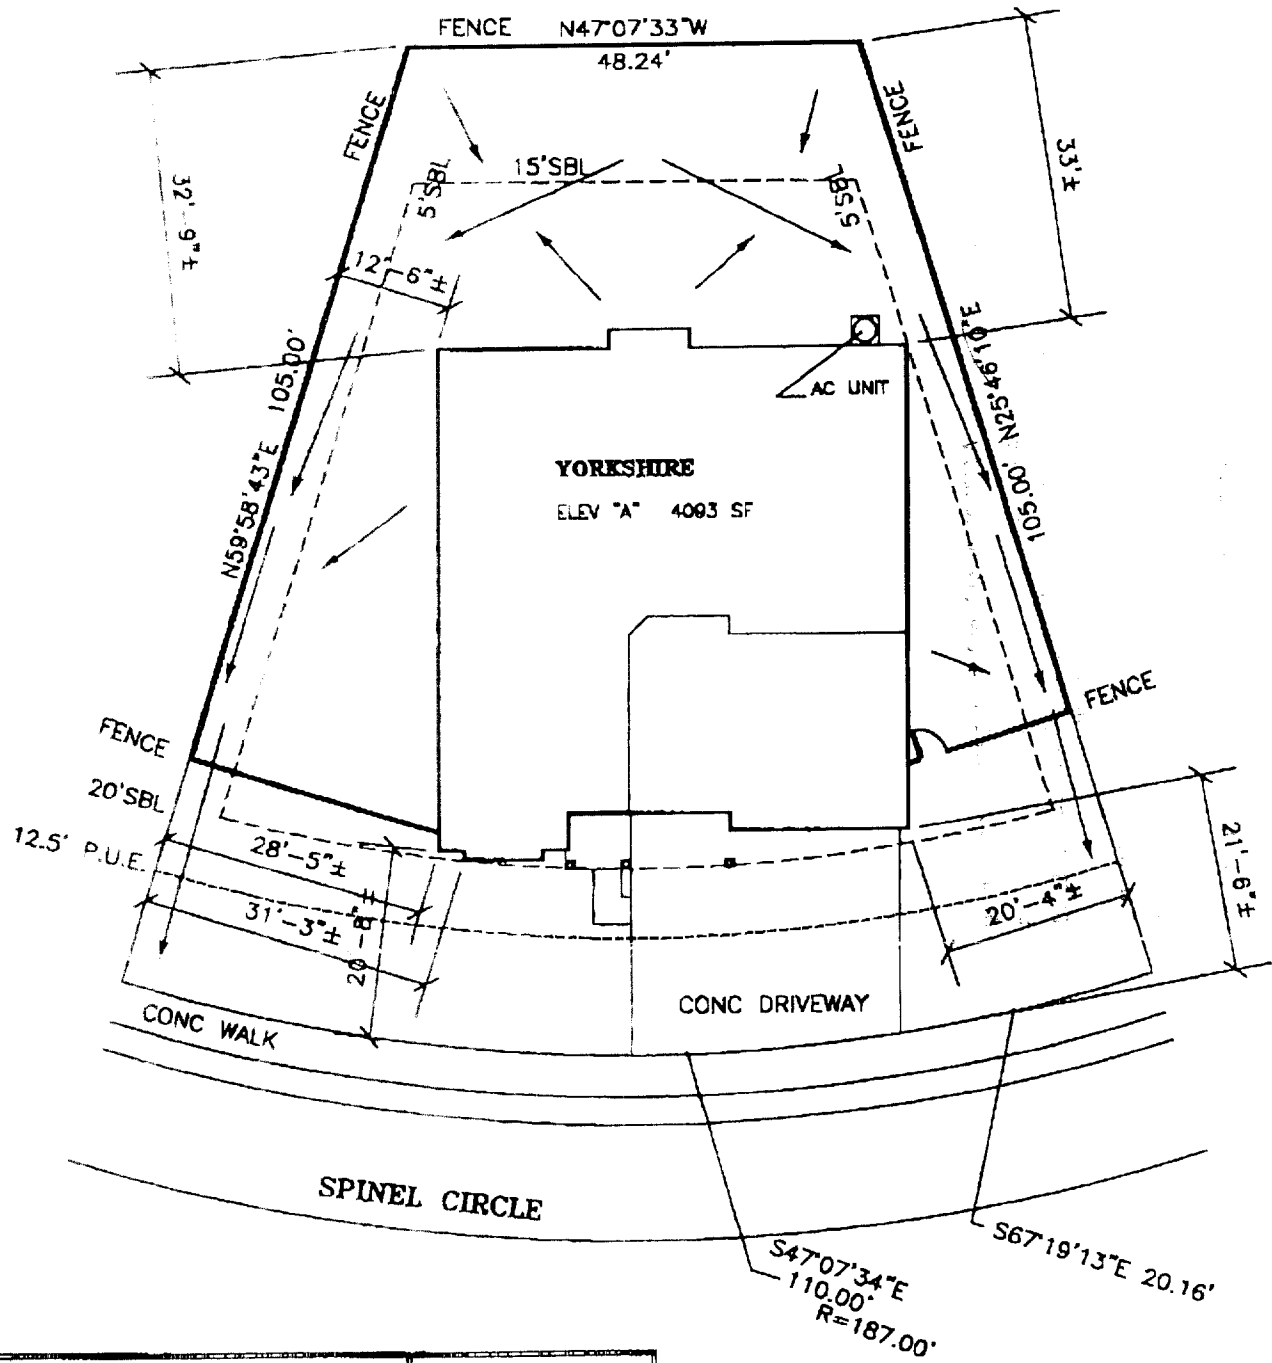 FENCE N47°07'33"W
48.24'
FENCE
FENCE
32'-9"±
33'±
15'SBL
5'SBL
5'SBL
12'-6"±
N59°58'43"E 105.00'
105.00' N25°46'10"E
AC UNIT
YORKSHIRE
ELEV "A" 4093 SF
FENCE
FENCE
20'SBL
12.5' P.U.E.
28'-5"±
31'-3"±
20'-4"±
21'-6"±
CONC WALK
CONC DRIVEWAY
SPINEL CIRCLE
S47°07'34"E
110.00'
R=187.00'
S67°19'13"E 20.16'